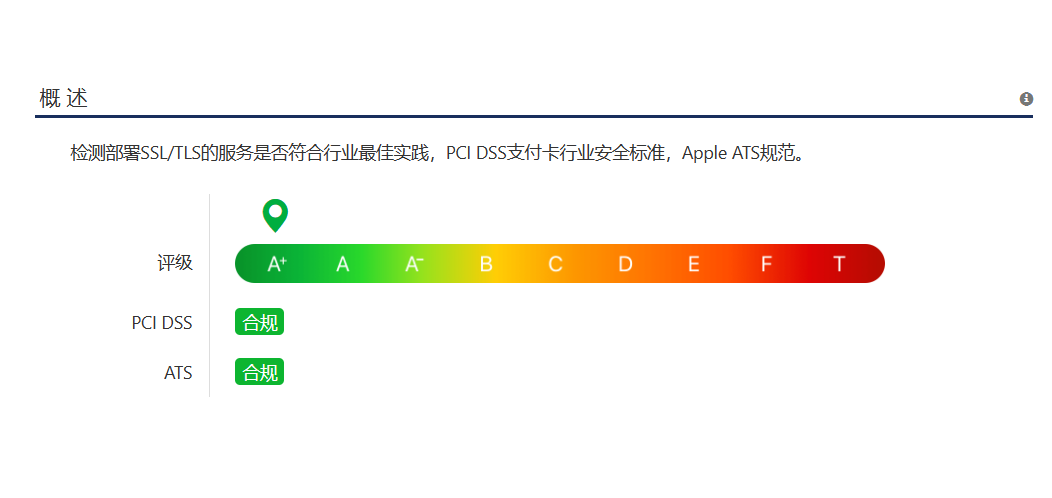 概 述
检测部署SSL/TLS的服务是否符合行业最佳实践，PCI DSS支付卡行业安全标准，Apple ATS规范。
评级 A+ A A− B C D E F T
PCI DSS 合规
ATS 合规